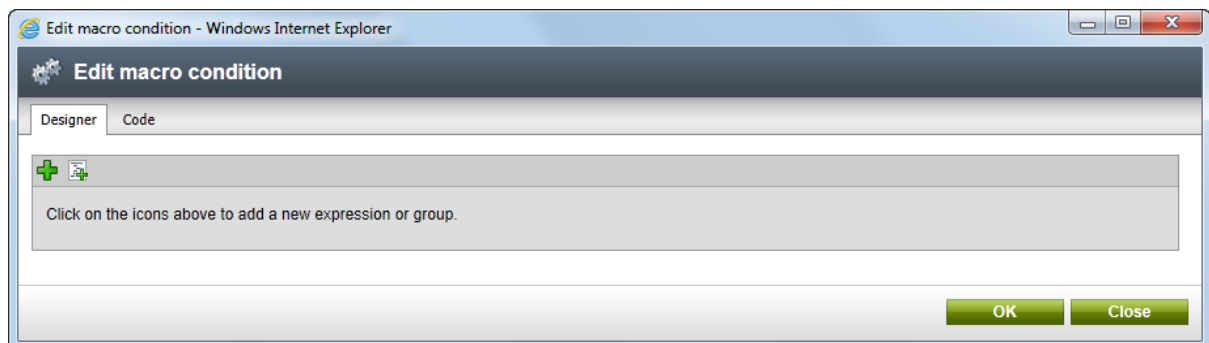 Edit macro condition - Windows Internet Explorer
Edit macro condition
Designer Code
Click on the icons above to add a new expression or group.
OK Close